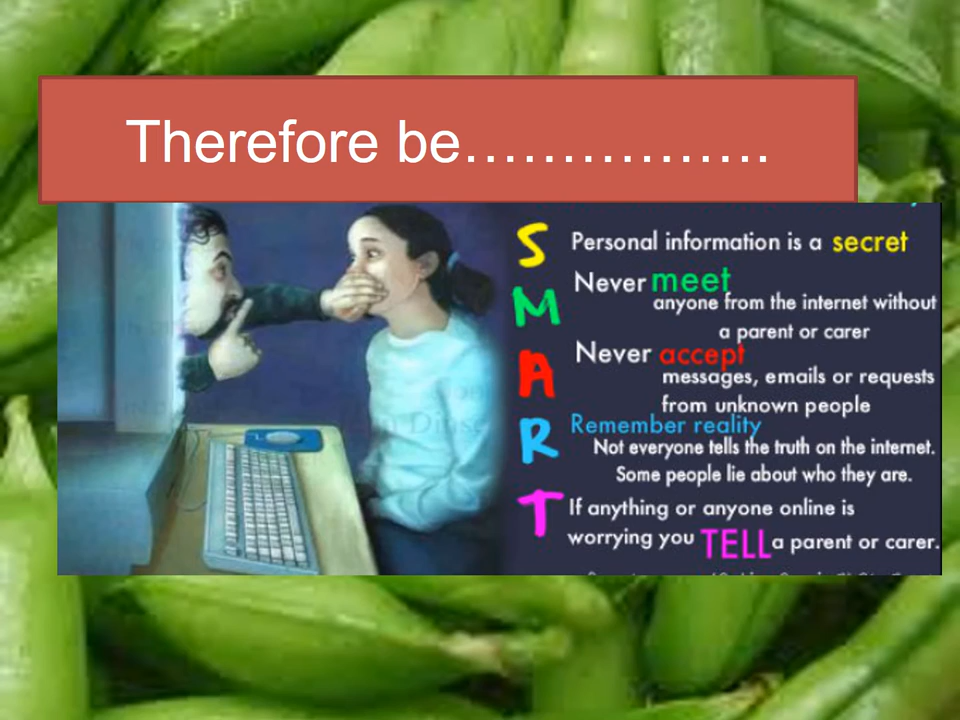 Therefore be…………….
S Personal information is a secret
M Never meet
anyone from the internet without
a parent or carer
A Never accept
messages, emails or requests
from unknown people
R Remember reality
Not everyone tells the truth on the internet.
Some people lie about who they are.
T If anything or anyone online is
worrying you TELL a parent or carer.